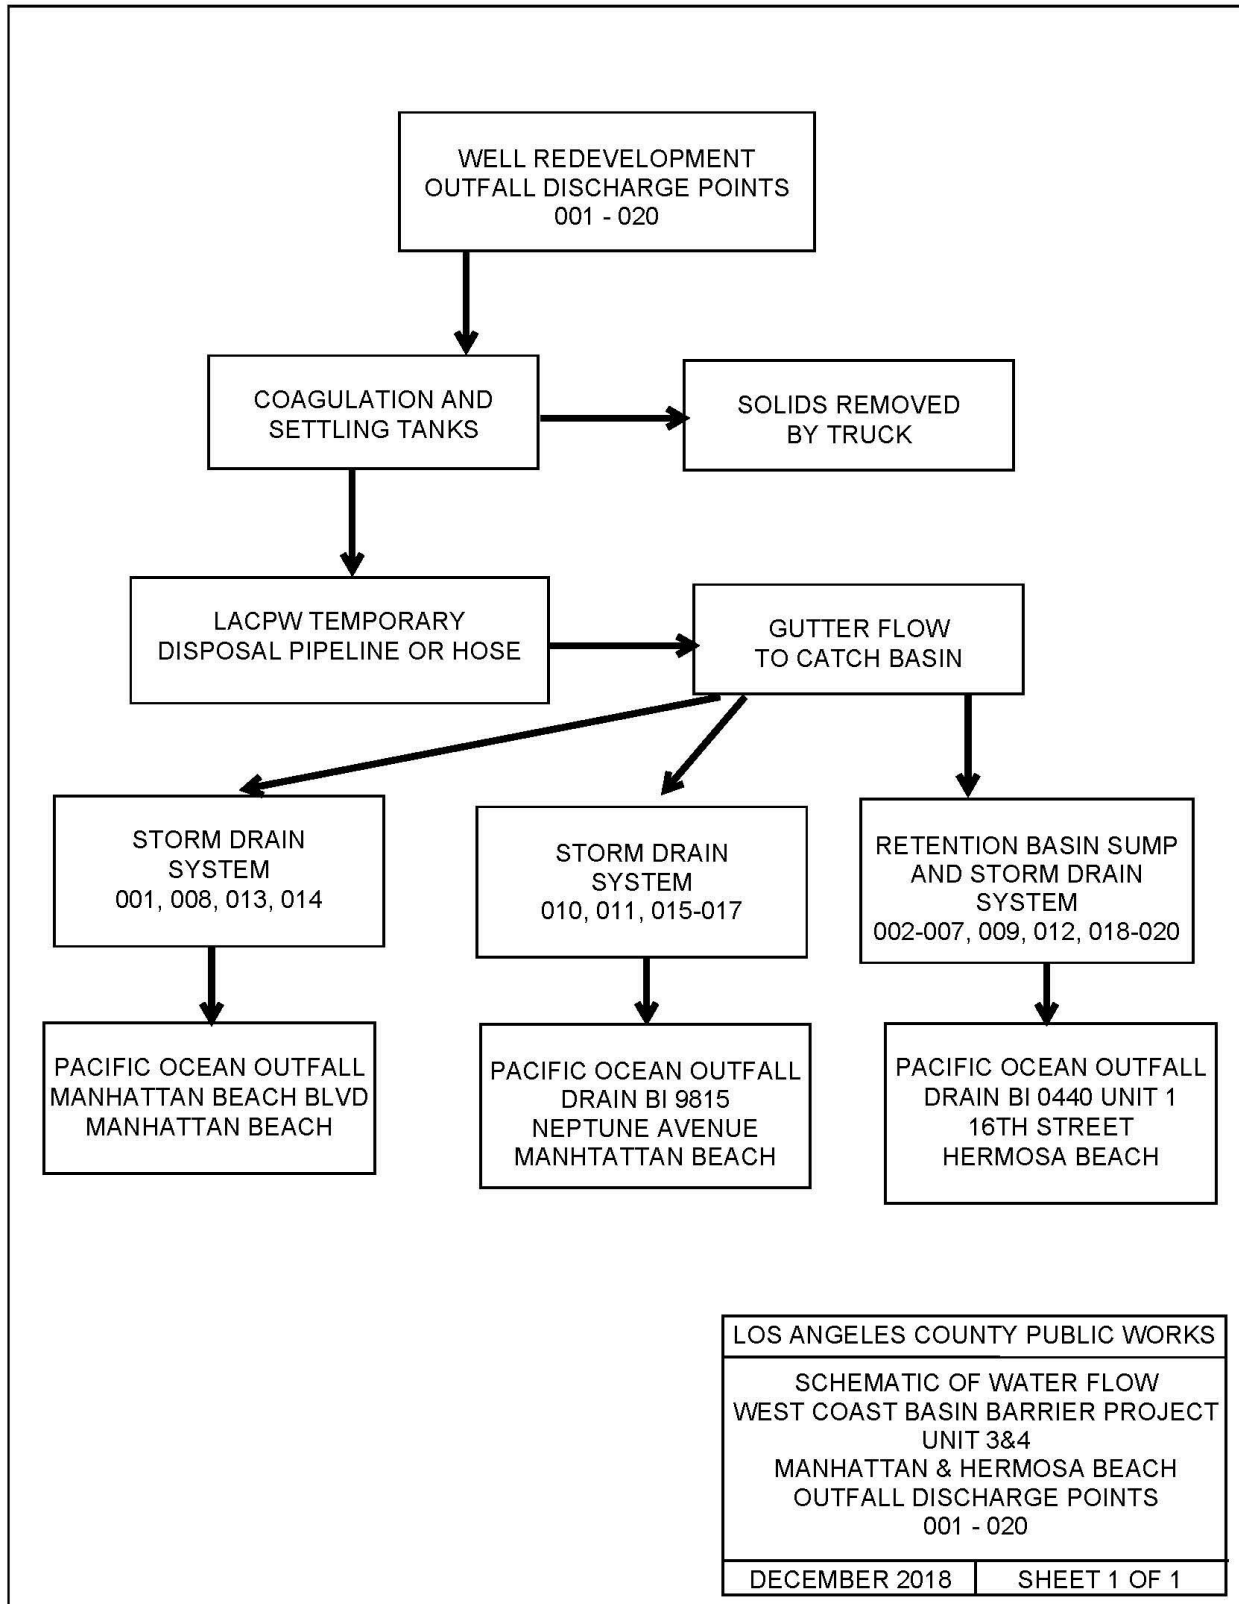 WELL REDEVELOPMENT
OUTFALL DISCHARGE POINTS
001 - 020
COAGULATION AND
SETTLING TANKS
SOLIDS REMOVED
BY TRUCK
LACPW TEMPORARY
DISPOSAL PIPELINE OR HOSE
GUTTER FLOW
TO CATCH BASIN
STORM DRAIN
SYSTEM
001, 008, 013, 014
STORM DRAIN
SYSTEM
010, 011, 015-017
RETENTION BASIN SUMP
AND STORM DRAIN
SYSTEM
002-007, 009, 012, 018-020
PACIFIC OCEAN OUTFALL
MANHATTAN BEACH BLVD
MANHATTAN BEACH
PACIFIC OCEAN OUTFALL
DRAIN BI 9815
NEPTUNE AVENUE
MANHTATTAN BEACH
PACIFIC OCEAN OUTFALL
DRAIN BI 0440 UNIT 1
16TH STREET
HERMOSA BEACH
LOS ANGELES COUNTY PUBLIC WORKS
SCHEMATIC OF WATER FLOW
WEST COAST BASIN BARRIER PROJECT
UNIT 3&4
MANHATTAN & HERMOSA BEACH
OUTFALL DISCHARGE POINTS
001 - 020
DECEMBER 2018
SHEET 1 OF 1